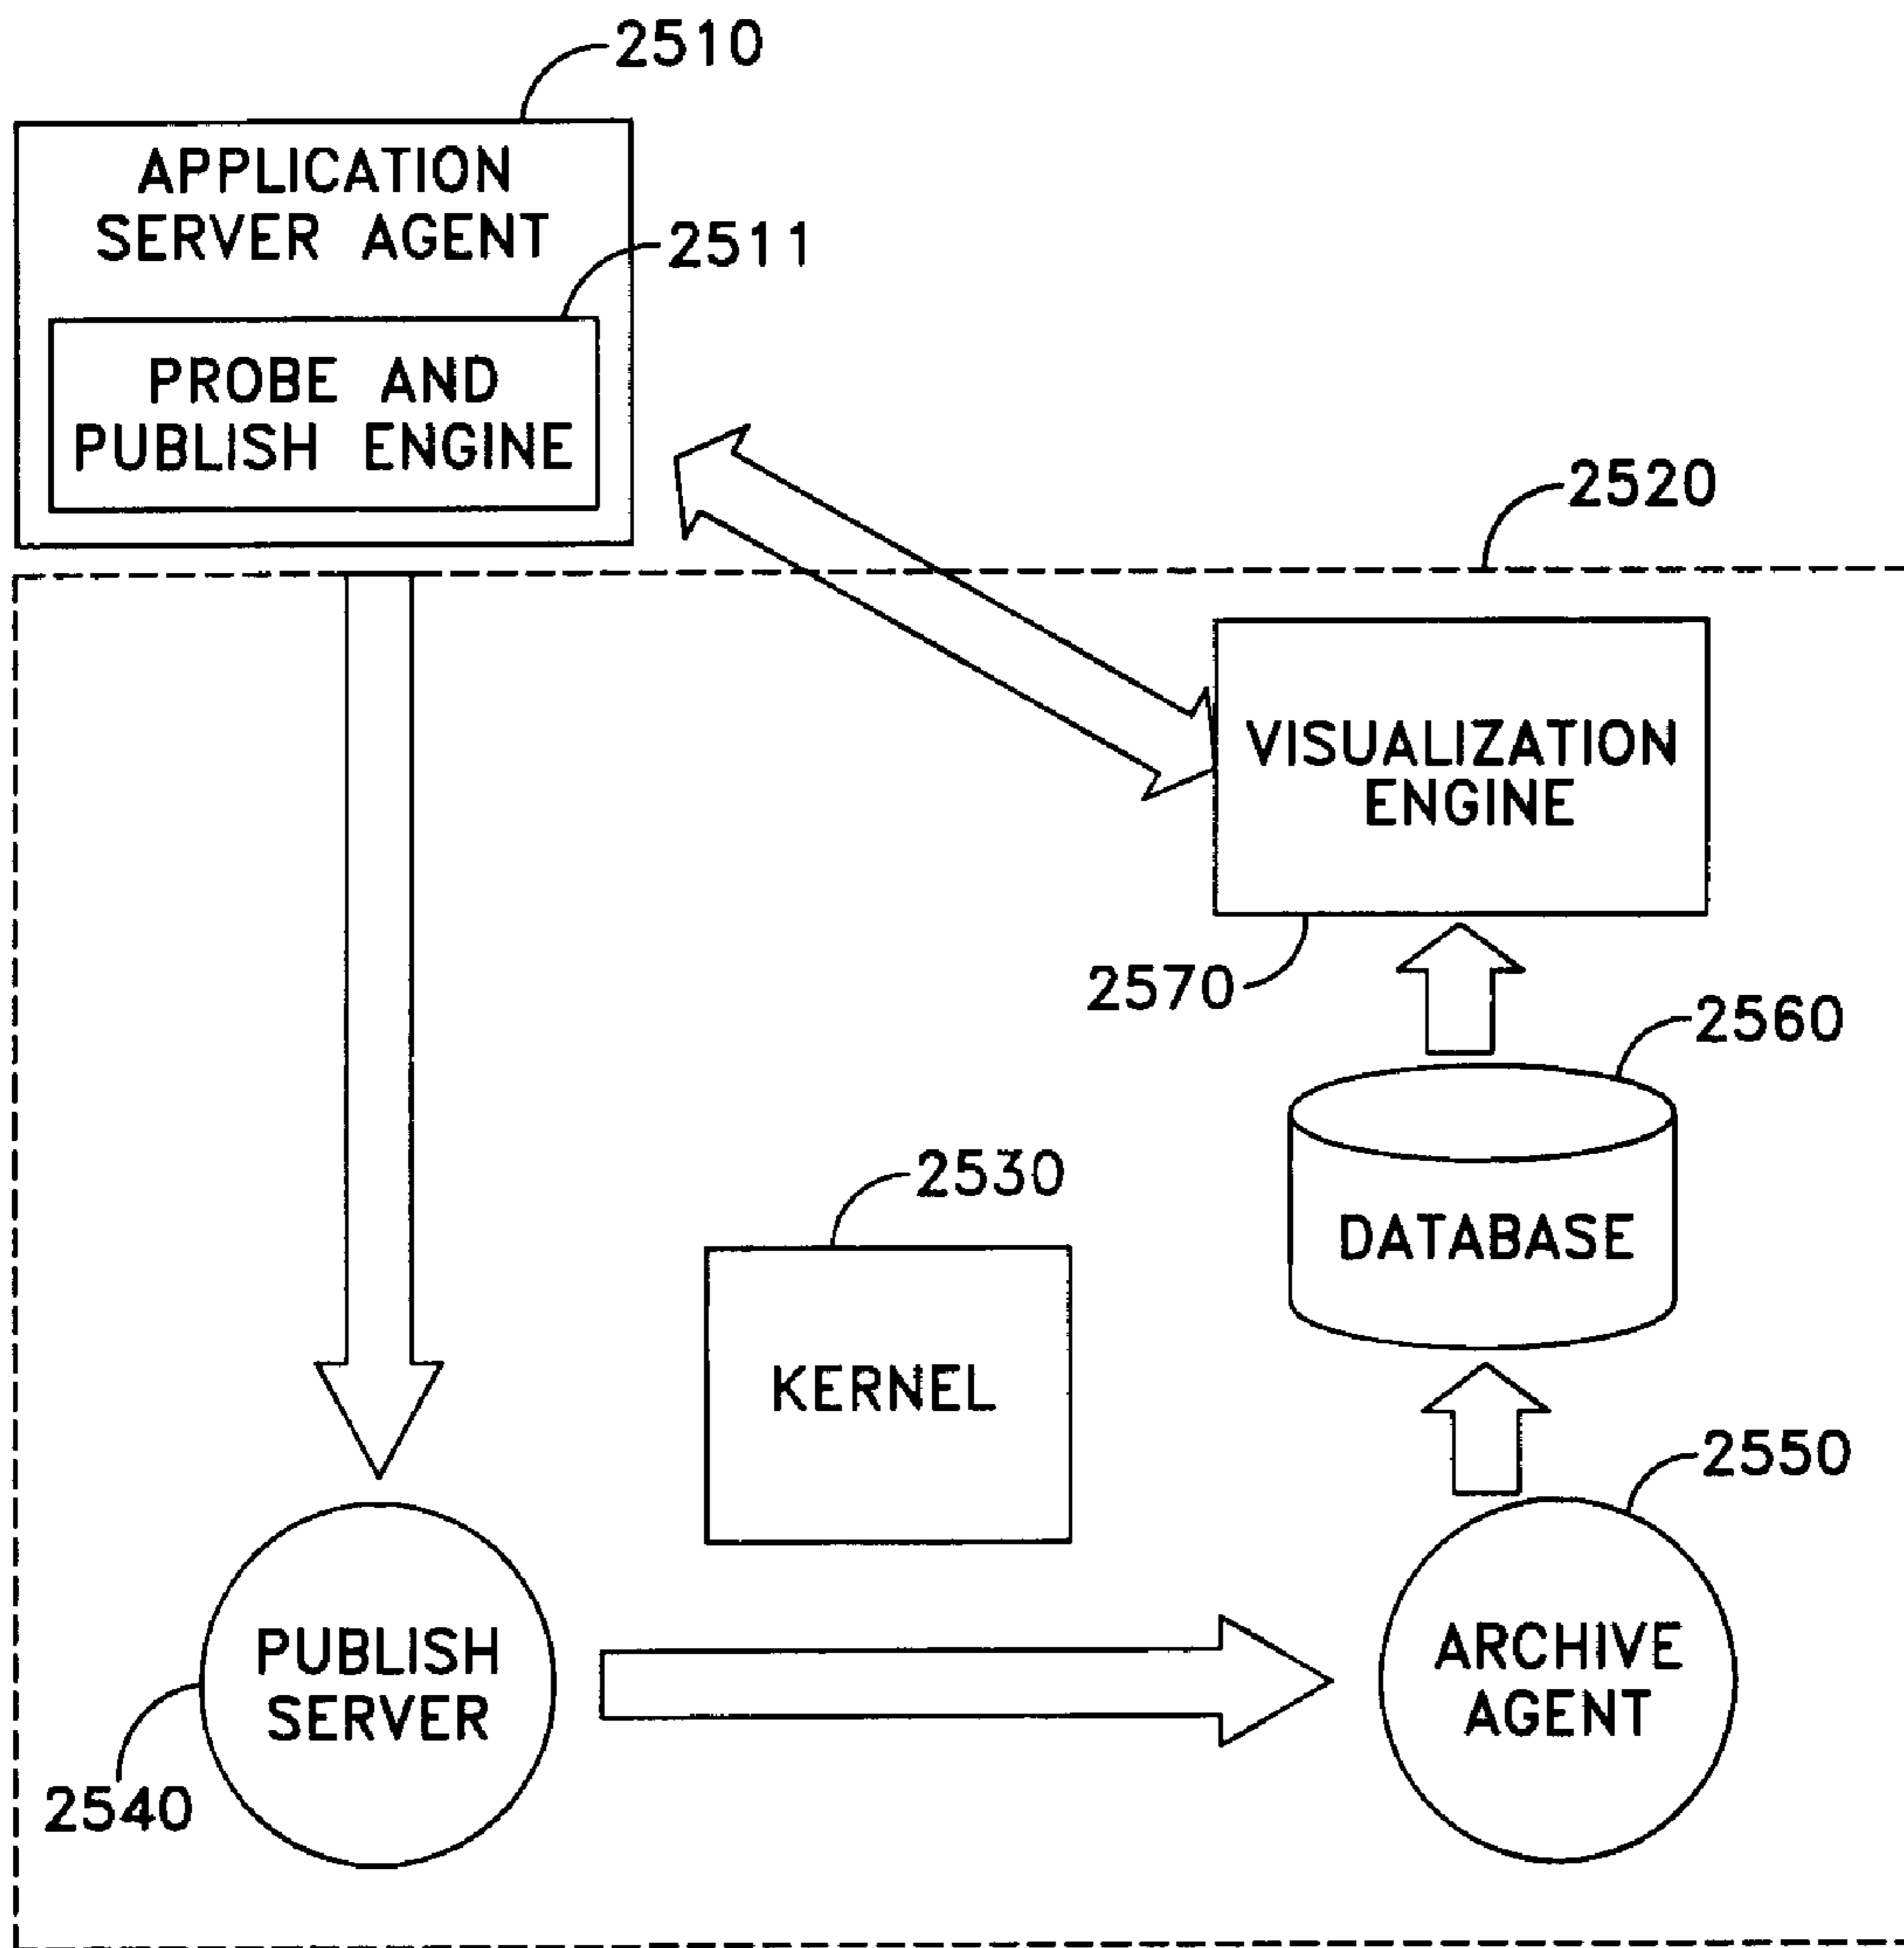 2510
APPLICATION
SERVER AGENT
2511
PROBE AND
PUBLISH ENGINE
2520
VISUALIZATION
ENGINE
2570
2560
2530
DATABASE
KERNEL
2550
PUBLISH
SERVER
ARCHIVE
AGENT
2540